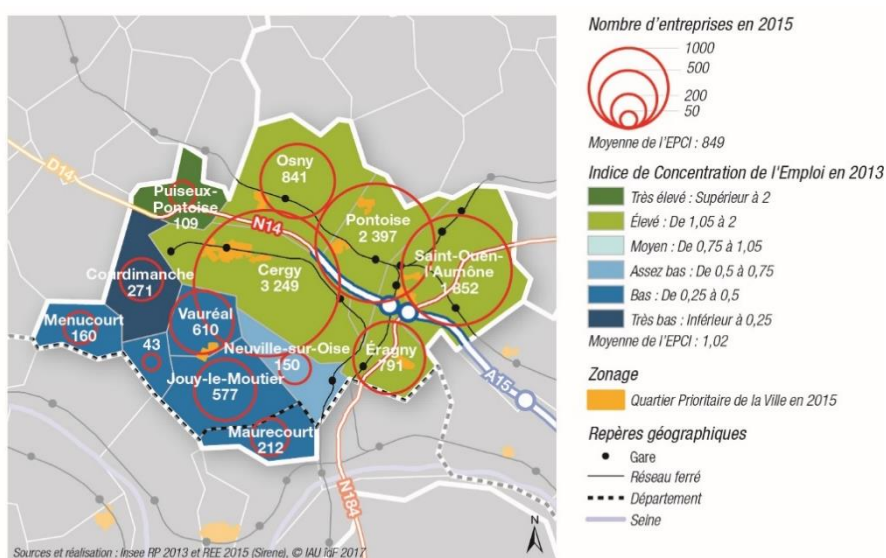 D14
Osny
841
Puiseux-
Pontoise
109
N14
Pontoise
2 397
Saint-Ouen-
l'Aumône
1 852
Cergy
3 249
Courdimanche
271
Menucourt
160
Vauréal
610
43
Neuville-sur-Oise
150
Éragny
791
Jouy-le-Moutier
577
A15
Maurecourt
212
N184
N
Sources et réalisation : Insee RP 2013 et REE 2015 (Sirene), © IAU îdF 2017
Nombre d'entreprises en 2015
1000
500
200
50
Moyenne de l'EPCI : 849
Indice de Concentration de l'Emploi en 2013
Très élevé : Supérieur à 2
Élevé : De 1,05 à 2
Moyen : De 0,75 à 1,05
Assez bas : De 0,5 à 0,75
Bas : De 0,25 à 0,5
Très bas : Inférieur à 0,25
Moyenne de l'EPCI : 1,02
Zonage
Quartier Prioritaire de la Ville en 2015
Repères géographiques
Gare
Réseau ferré
Département
Seine